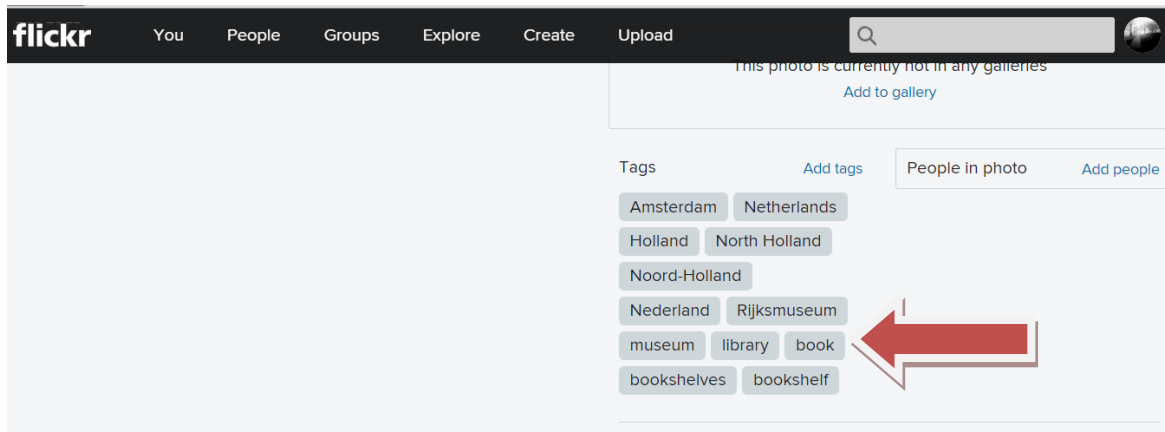 flickr You People Groups Explore Create Upload
This photo is currently not in any galleries
Add to gallery
Tags Add tags People in photo Add people
Amsterdam Netherlands
Holland North Holland
Noord-Holland
Nederland Rijksmuseum
museum library book
bookshelves bookshelf